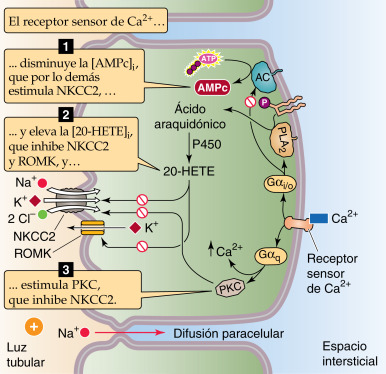 El receptor sensor de Ca²⁺…
1
... disminuye la [AMPc]ᵢ,
que por lo demás
estimula NKCC2, …
ATP
AC
AMPc
P
Ácido
araquidónico
PLA₂
2
... y eleva la [20-HETE]ᵢ,
que inhibe NKCC2
y ROMK, y…
P450
20-HETE
Gαi/o
Na⁺
K⁺
2 Cl⁻
NKCC2
ROMK
K⁺
Ca²⁺
Ca²⁺
Gαq
Receptor
sensor
de Ca²⁺
3
... estimula PKC,
que inhibe NKCC2.
PKC
+
Na⁺
Difusión paracelular
Luz
tubular
Espacio
intersticial